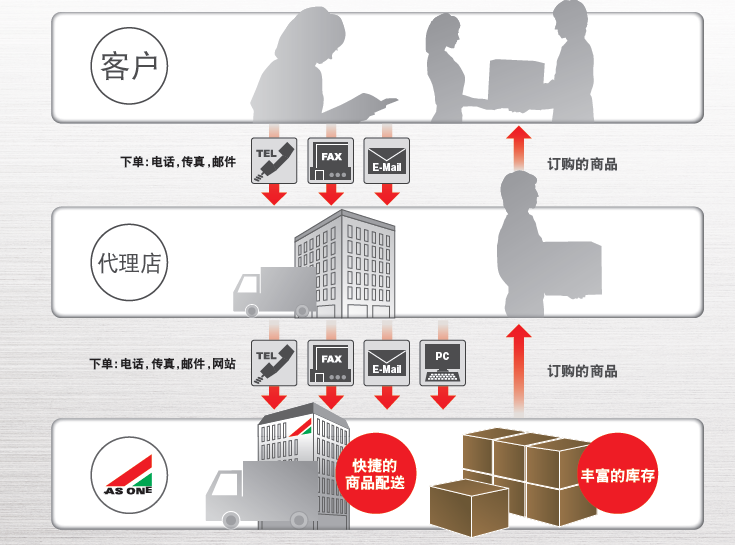 客户
下单：电话，传真，邮件
TEL
FAX
E-Mail
订购的商品
代理店
下单：电话，传真，邮件，网站
TEL
FAX
E-Mail
PC
订购的商品
AS ONE
快捷的
商品配送
丰富的库存